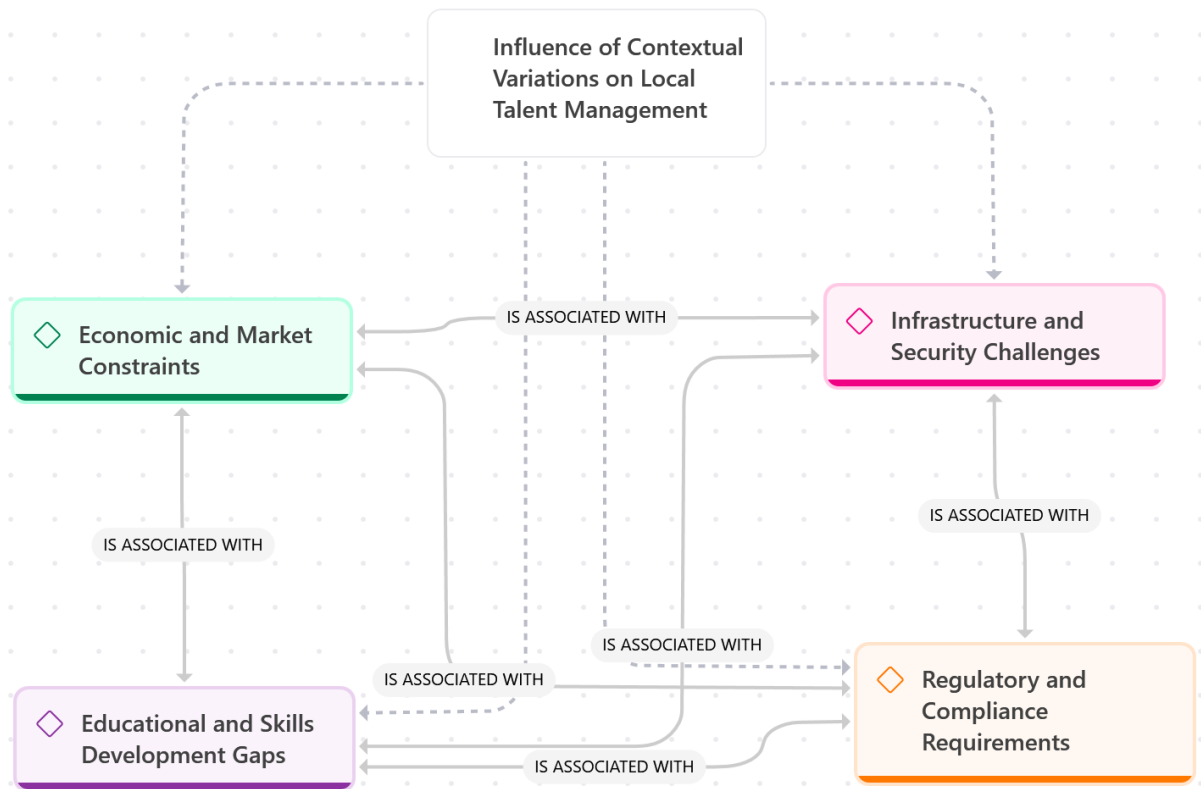 Influence of Contextual
Variations on Local
Talent Management
IS ASSOCIATED WITH
Economic and Market
Constraints
Infrastructure and
Security Challenges
IS ASSOCIATED WITH
IS ASSOCIATED WITH
IS ASSOCIATED WITH
IS ASSOCIATED WITH
Educational and Skills
Development Gaps
Regulatory and
Compliance
Requirements
IS ASSOCIATED WITH